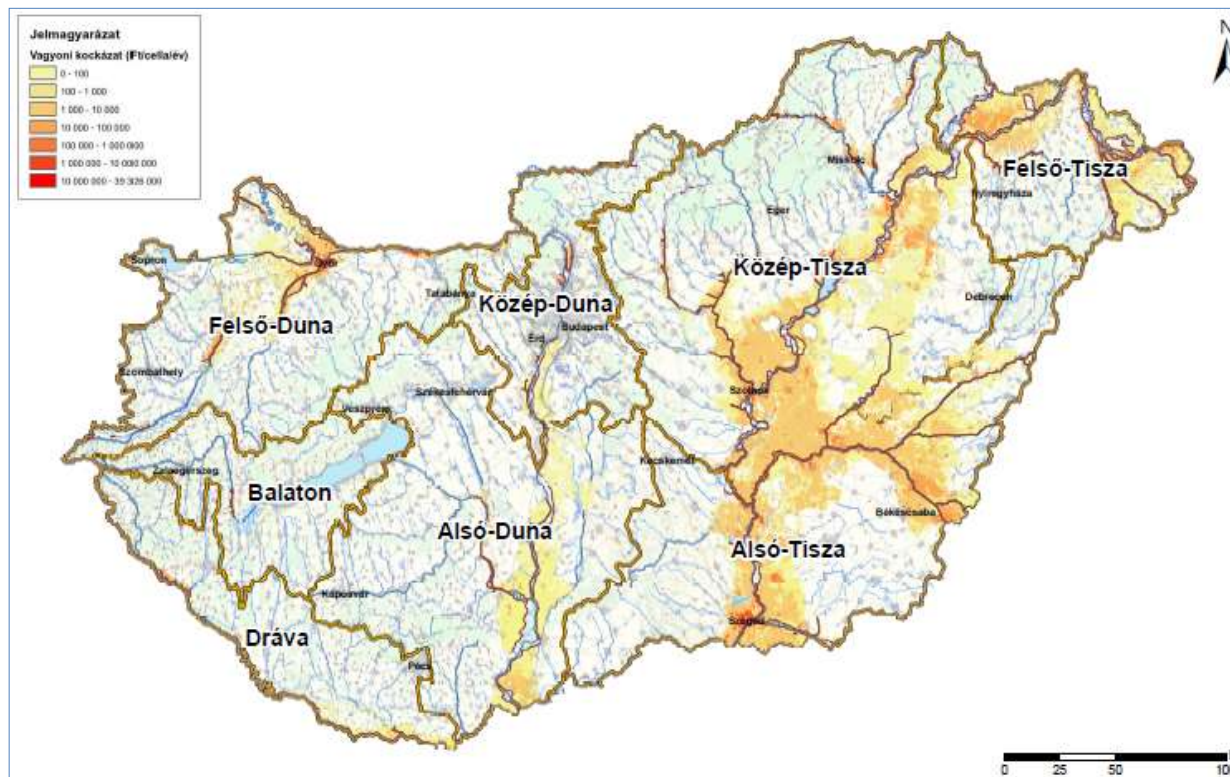 Jelmagyarázat
Vagyoni kockázat (Ft/cella/év)
0 - 100
100 - 1 000
1 000 - 10 000
10 000 - 100 000
100 000 - 1 000 000
1 000 000 - 10 000 000
10 000 000 -
N
Miskolc
Felső-Tisza
Nyíregyháza
Eger
Sopron
Győr
Közép-Tisza
Tatabánya
Közép-Duna
Debrecen
Felső-Duna
Budapest
Érd
Szombathely
Szolnok
Székesfehérvár
Veszprém
Kecskemét
Zalaegerszeg
Balaton
Békéscsaba
Alsó-Duna
Alsó-Tisza
Kaposvár
Szeged
Dráva
Pécs
0 25 50